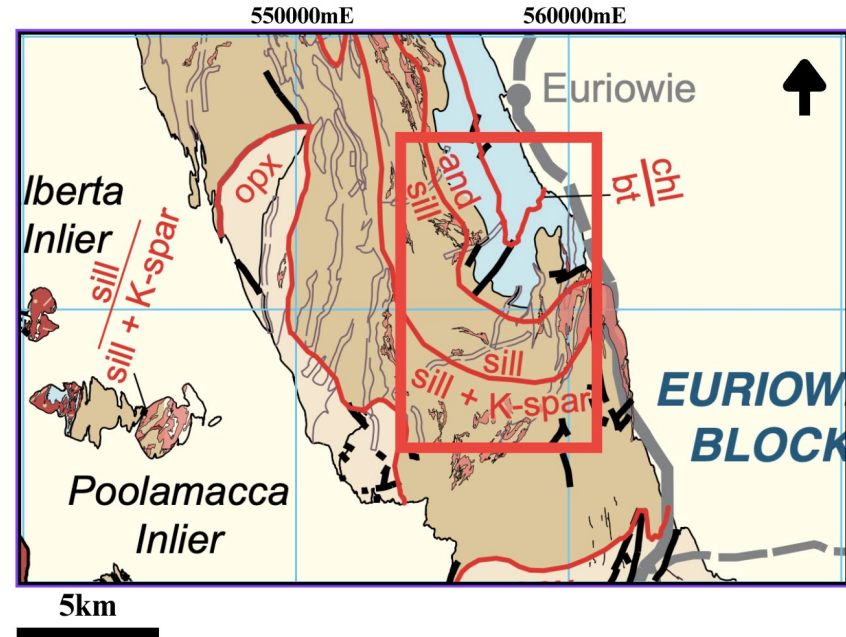 550000mE
560000mE
Euriowie
chl
bt
and
sill
opx
lberta
Inlier
sill
sill + K-spar
sill
sill + K-spar
EURIOW
BLOCK
Poolamacca
Inlier
5km